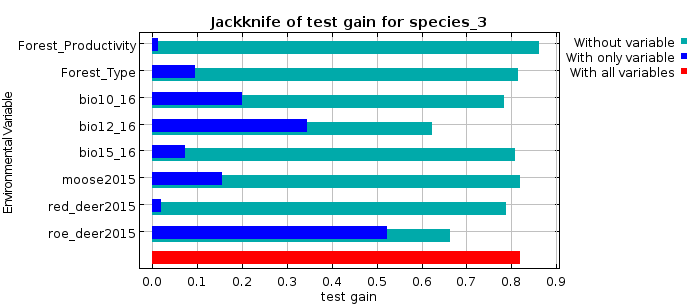 Jackknife of test gain for species_3
Forest_Productivity
Forest_Type
bio10_16
bio12_16
bio15_16
moose2015
red_deer2015
roe_deer2015
Environmental Variable
0.0 0.1 0.2 0.3 0.4 0.5 0.6 0.7 0.8 0.9
test gain
Without variable
With only variable
With all variables